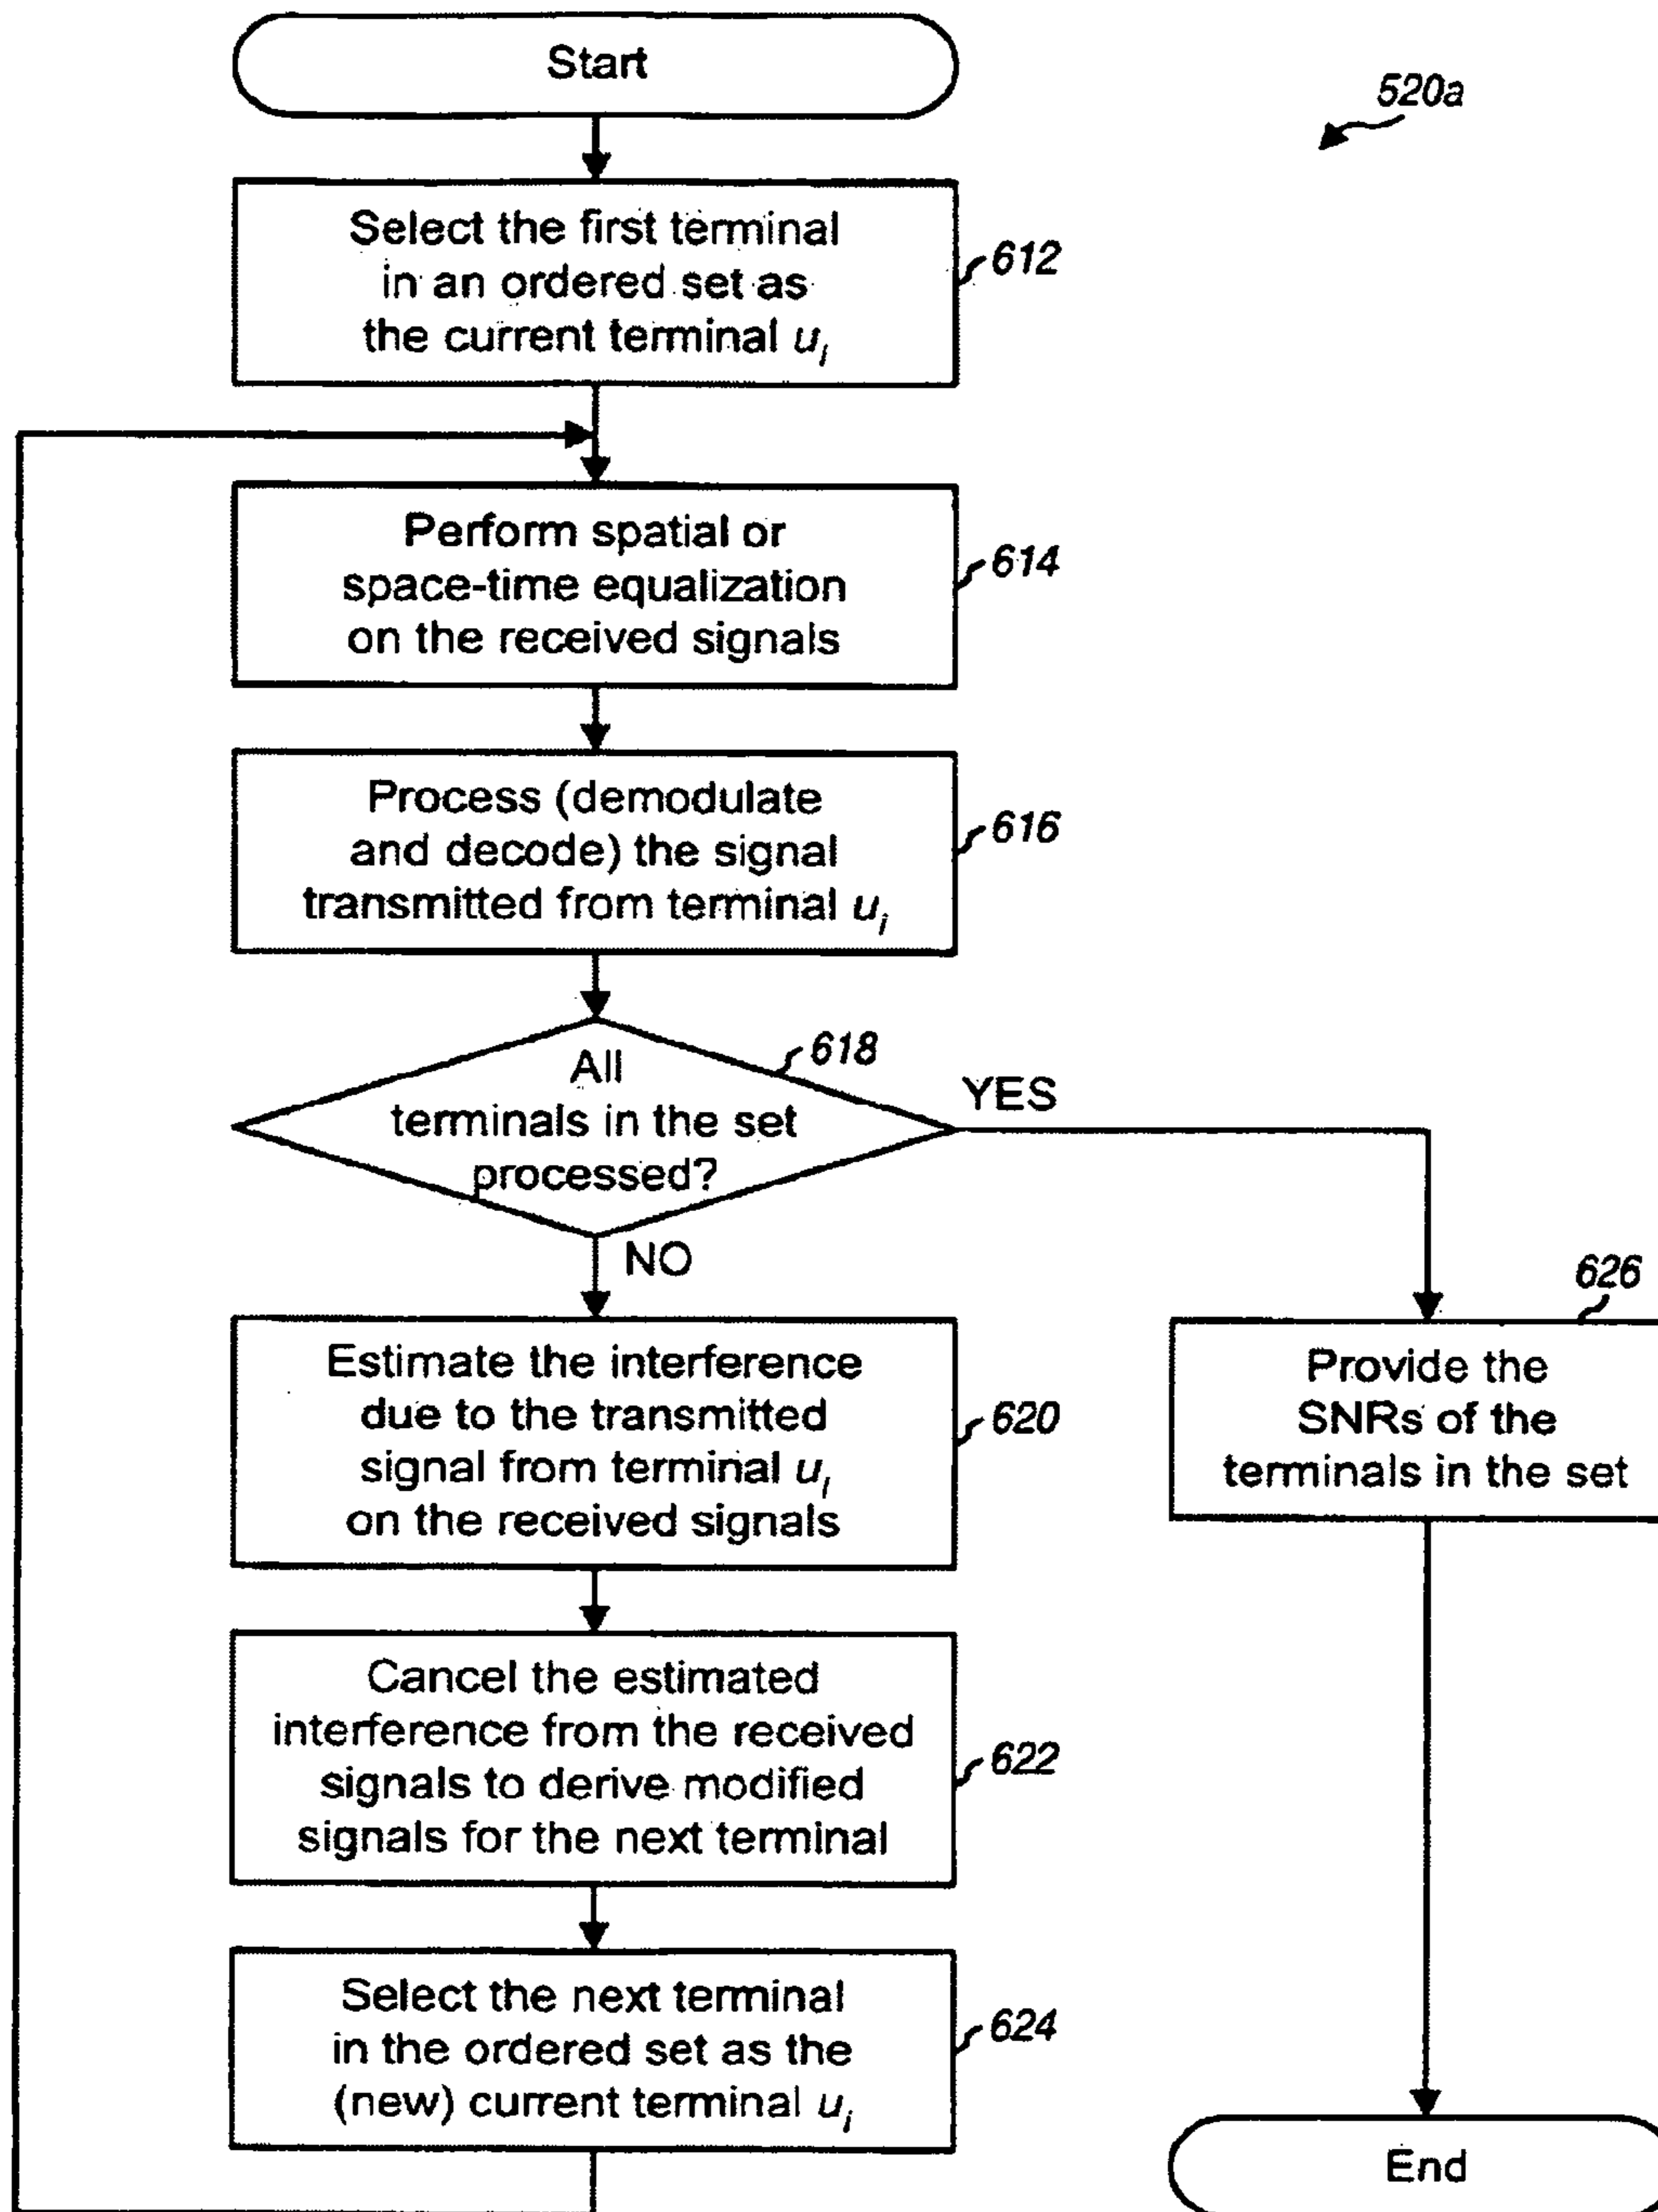 Start
520a
Select the first terminal
in an ordered set as
the current terminal u_i
612
Perform spatial or
space-time equalization
on the received signals
614
Process (demodulate
and decode) the signal
transmitted from terminal u_i
616
All
terminals in the set
processed?
618
YES
NO
Estimate the interference
due to the transmitted
signal from terminal u_i
on the received signals
620
626
Provide the
SNRs of the
terminals in the set
Cancel the estimated
interference from the received
signals to derive modified
signals for the next terminal
622
Select the next terminal
in the ordered set as the
(new) current terminal u_i
624
End